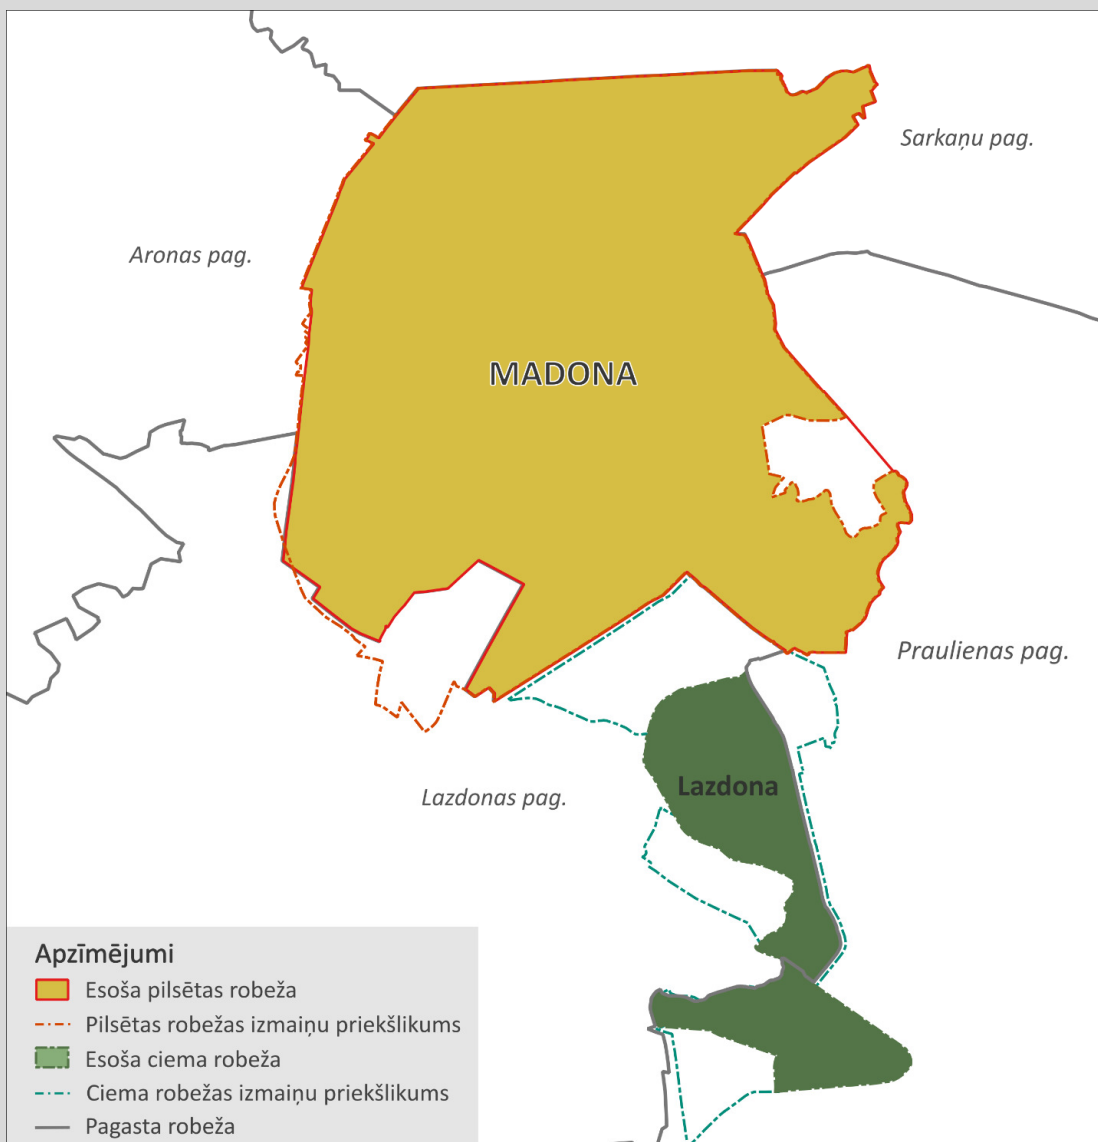 Sarkaņu pag.
Aronas pag.
MADONA
Praulienas pag.
Lazdona
Lazdonas pag.
Apzīmējumi
Esoša pilsētas robeža
Pilsētas robežas izmaiņu priekšlikums
Esoša ciema robeža
Ciema robežas izmaiņu priekšlikums
Pagasta robeža